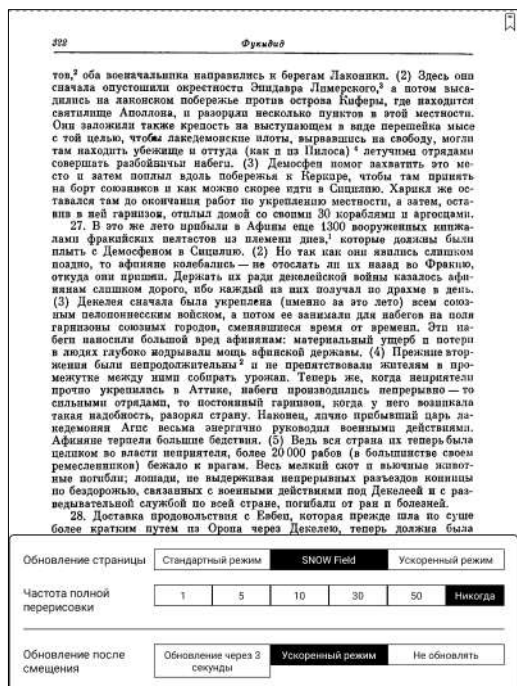 322
Фукидид
тов,² оба военачальника направились к берегам Лаконики. (2) Здесь они
сначала опустошили окрестности Эпидавра Лимерского,³ а потом выса-
дились на лаконском побережье против острова Киферы, где находится
святилище Аполлона, и разорили несколько пунктов в этой местности.
Они заложили также крепость на выступающем в виде перешейка мысе
с той целью, чтобы лакедемонские илоты, вырвавшись на свободу, могли
там находить убежище и оттуда (как и из Пилоса) ⁴ летучими отрядами
совершать разбойничьи набеги. (3) Демосфен помог захватить это ме-
сто и затем поплыл вдоль побережья к Керкире, чтобы там принять
на борт союзников и как можно скорее идти в Сицилию. Харикл же ос-
тавался там до окончания работ по укреплению местности, а затем, оста-
вив в ней гарнизон, отплыл домой со своими 30 кораблями и аргосцами.
27. В это же лето прибыли в Афины еще 1300 вооруженных кинжа-
лами фракийских пелтастов из племени диев,¹ которые должны были
плыть с Демосфеном в Сицилию. (2) Но так как они явились слишком
поздно, то афиняне колебались — не отослать ли их назад во Фракию,
откуда они пришли. Держать их ради декелейской войны казалось афи-
нянам слишком дорого, ибо каждый из них получал по драхме в день.
(3) Декелея сначала была укреплена (именно за это лето) всем союз-
ным пелопоннесским войском, а потом ее занимали для набегов на поля
гарнизоны союзных городов, сменявшиеся время от времени. Эти на-
беги наносили большой вред афинянам: материальный ущерб и потери
в людях глубоко подрывали мощь афинской державы. (4) Прежние втор-
жения были непродолжительны ² и не препятствовали жителям в про-
межутке между ними собирать урожаи. Теперь же, когда неприятели
прочно укрепились в Аттике, набеги производились непрерывно — то
сильными отрядами, то постоянный гарнизон, когда у него возникала
такая надобность, разорял страну. Наконец, лично прибывший царь ла-
кедемонян Агис весьма энергично руководил военными действиями.
Афиняне терпели большие бедствия. (5) Ведь вся страна их теперь была
целиком во власти неприятеля, более 20 000 рабов (в большинстве своем
ремесленников) бежало к врагам. Весь мелкий скот и вьючные живот-
ные погибли; лошади, не выдерживая непрерывных разъездов конницы
по бездорожью, связанных с военными действиями под Декелеей и с раз-
ведывательной службой по всей стране, погибали от ран и болезней.
28. Доставка продовольствия с Евбеи, которая прежде шла по суше
более кратким путем из Оропа через Декелею, теперь должна была
Обновление страницы
Стандартный режим
SNOW Field
Ускоренный режим
Частота полной
перерисовки
1
5
10
30
50
Никогда
Обновление после
смещения
Обновление через 3
секунды
Ускоренный режим
Не обновлять